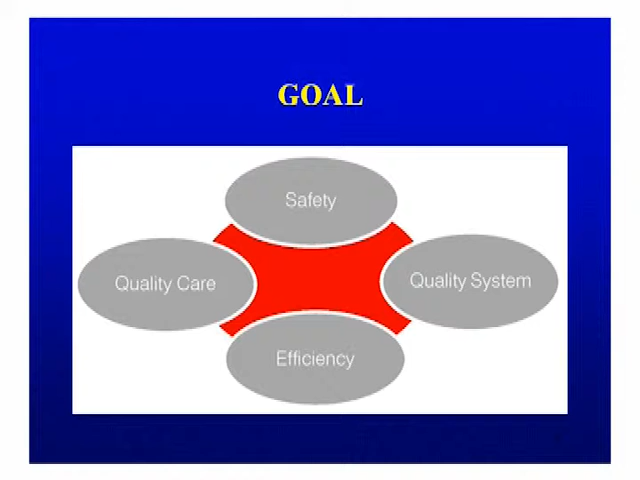 GOAL
Safety
Quality Care
Quality System
Efficiency